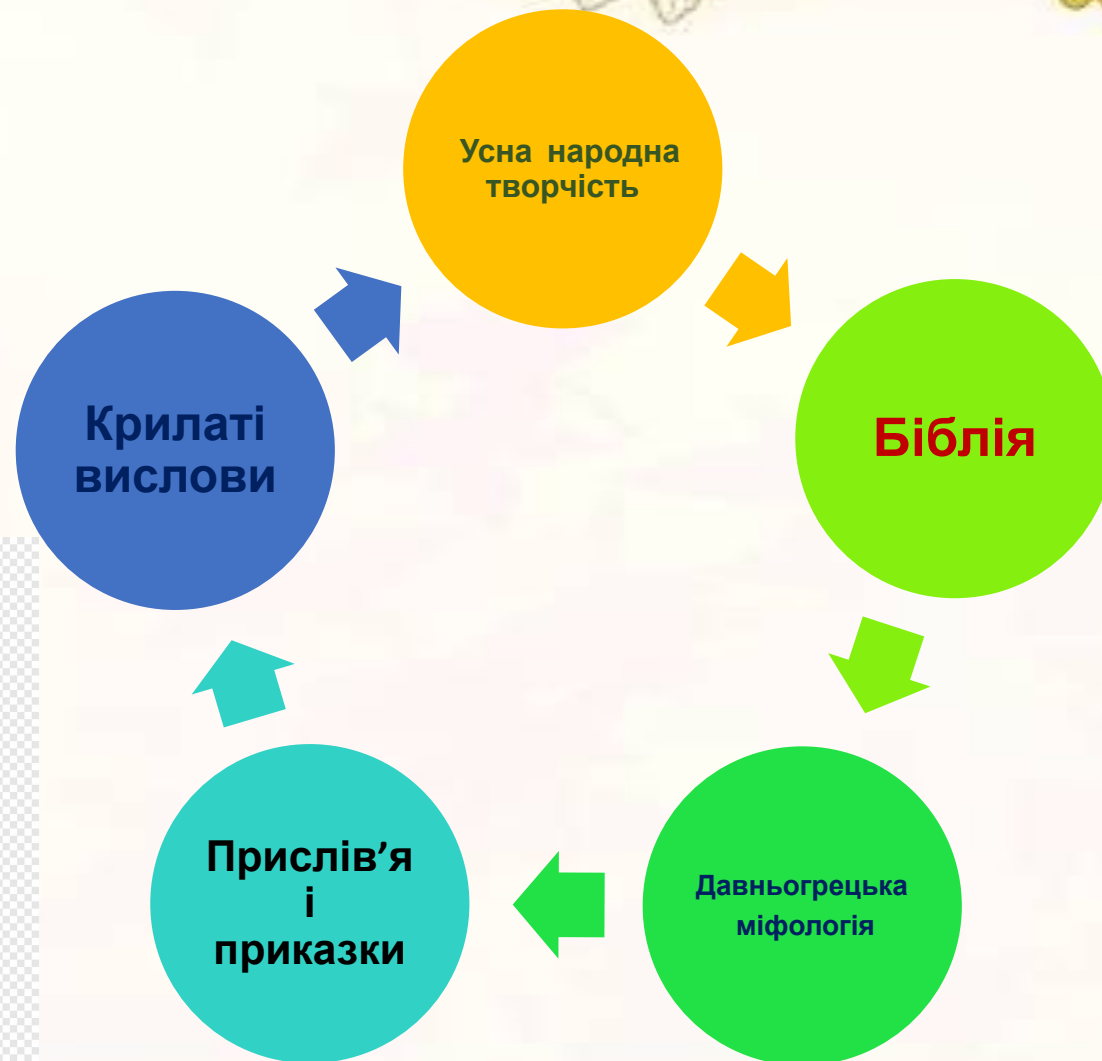 Усна народна
творчість
Біблія
Давньогрецька
міфологія
Прислів’я
і
приказки
Крилаті
вислови